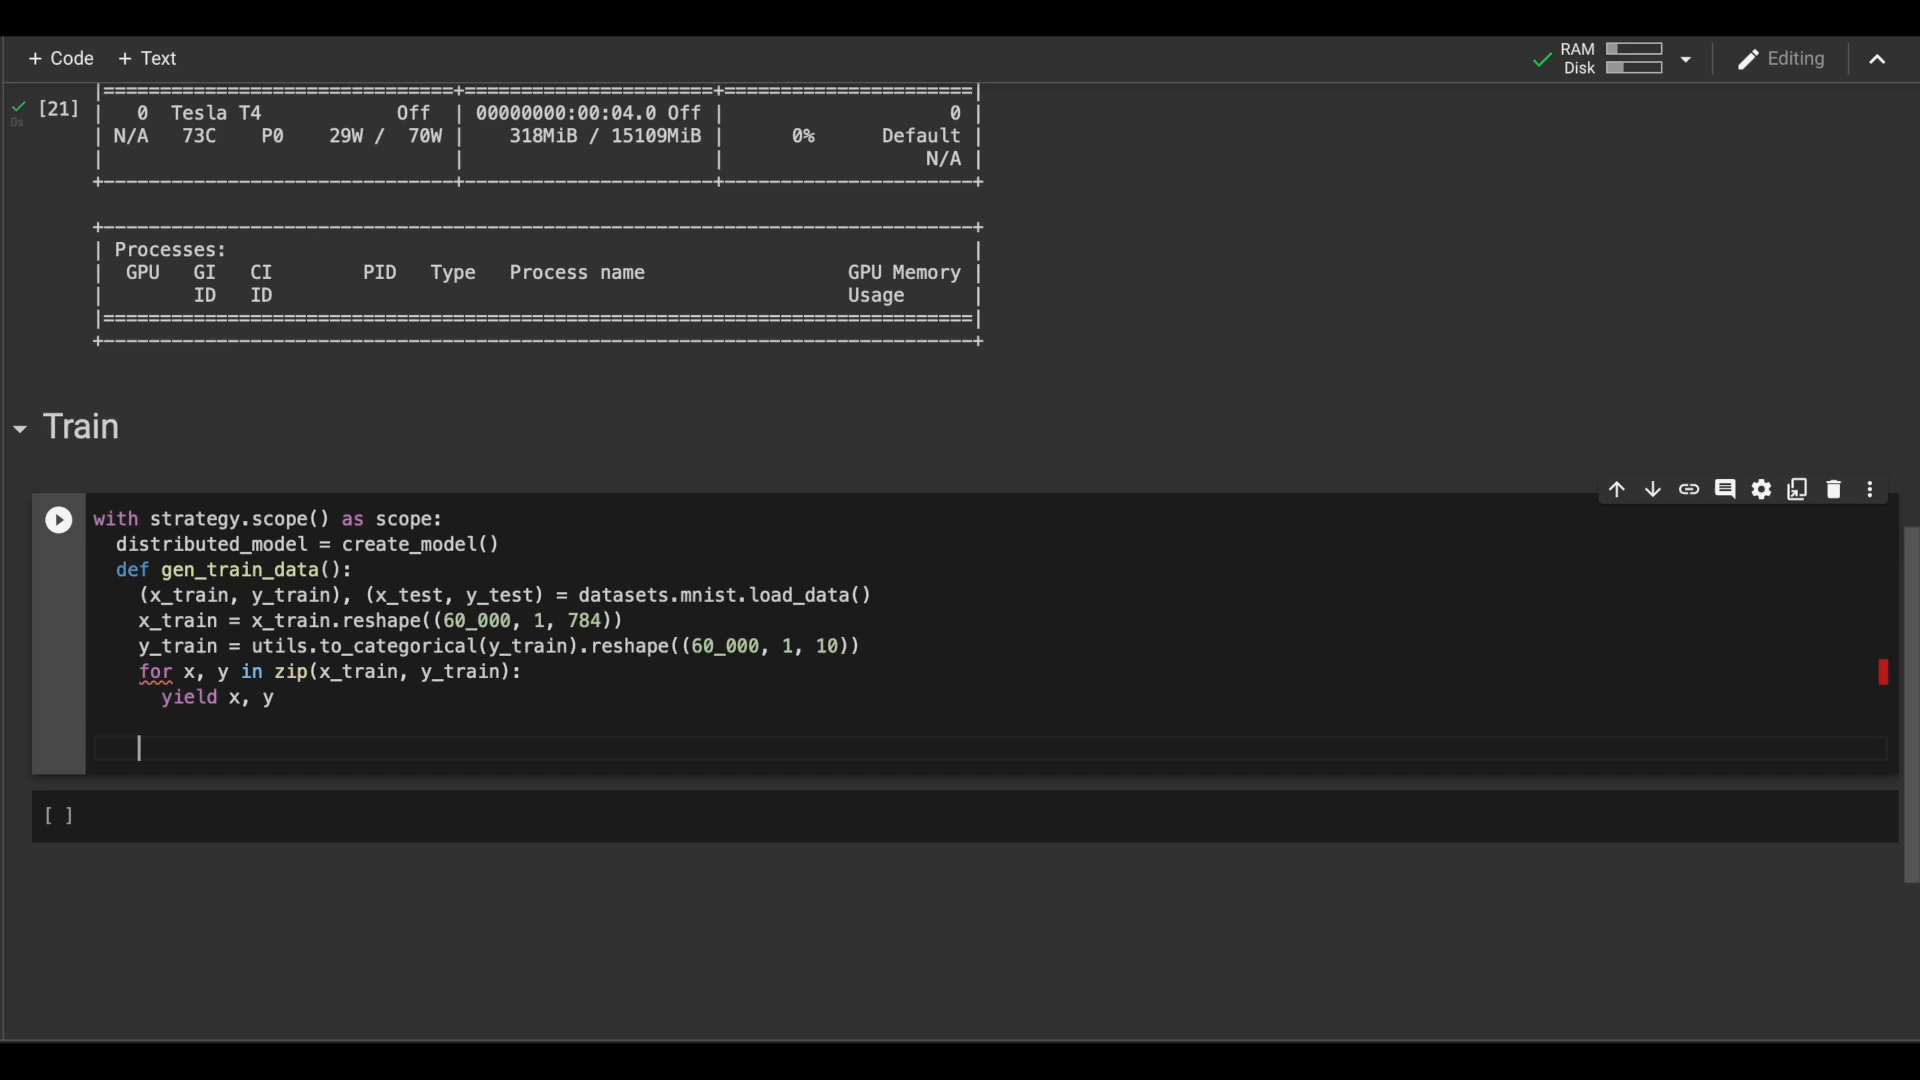 + Code + Text
RAM
Disk
Editing
[21]
0s
|===============================+======================+======================|
| 0 Tesla T4 Off | 00000000:00:04.0 Off | 0 |
| N/A 73C P0 29W / 70W | 318MiB / 15109MiB | 0% Default |
| | | N/A |
+-------------------------------+----------------------+----------------------+
+-----------------------------------------------------------------------------+
| Processes: |
| GPU GI CI PID Type Process name GPU Memory |
| ID ID Usage |
|=============================================================================|
+-----------------------------------------------------------------------------+
Train
with strategy.scope() as scope:
distributed_model = create_model()
def gen_train_data():
(x_train, y_train), (x_test, y_test) = datasets.mnist.load_data()
x_train = x_train.reshape((60_000, 1, 784))
y_train = utils.to_categorical(y_train).reshape((60_000, 1, 10))
for x, y in zip(x_train, y_train):
yield x, y
[ ]